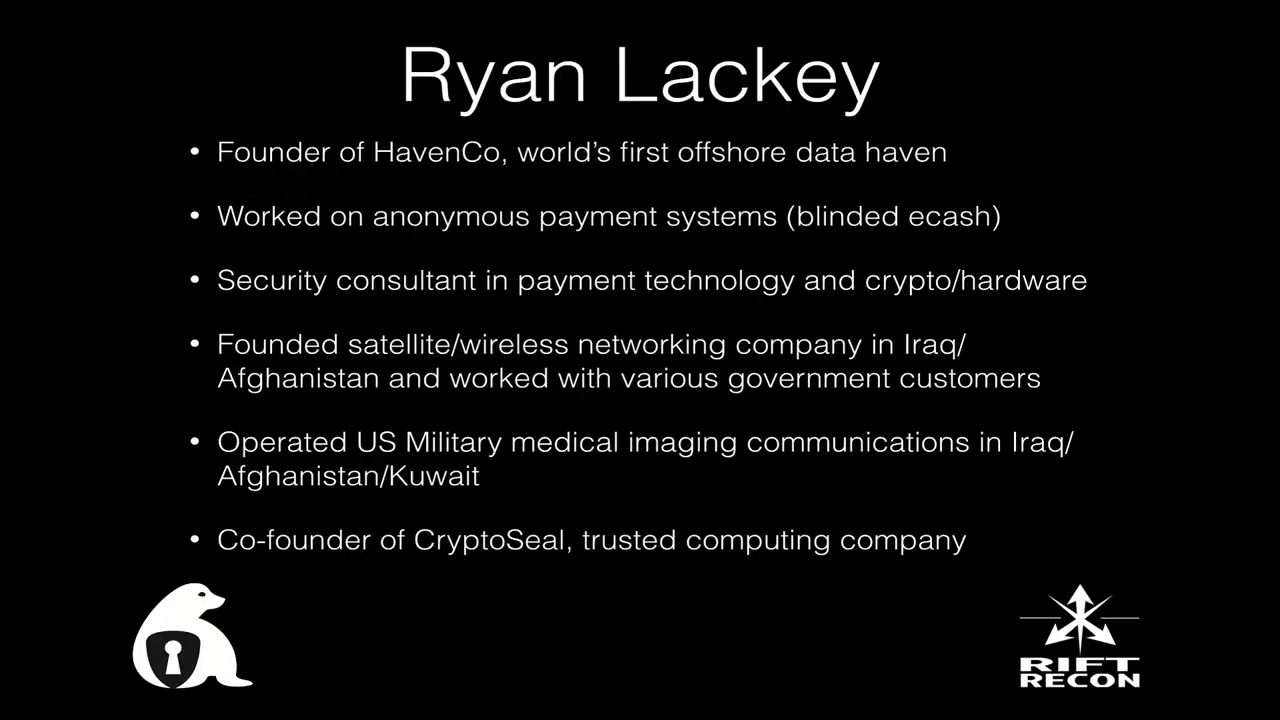 Ryan Lackey
• Founder of HavenCo, world's first offshore data haven
• Worked on anonymous payment systems (blinded ecash)
• Security consultant in payment technology and crypto/hardware
• Founded satellite/wireless networking company in Iraq/
Afghanistan and worked with various government customers
• Operated US Military medical imaging communications in Iraq/
Afghanistan/Kuwait
• Co-founder of CryptoSeal, trusted computing company
RIFT
RECON